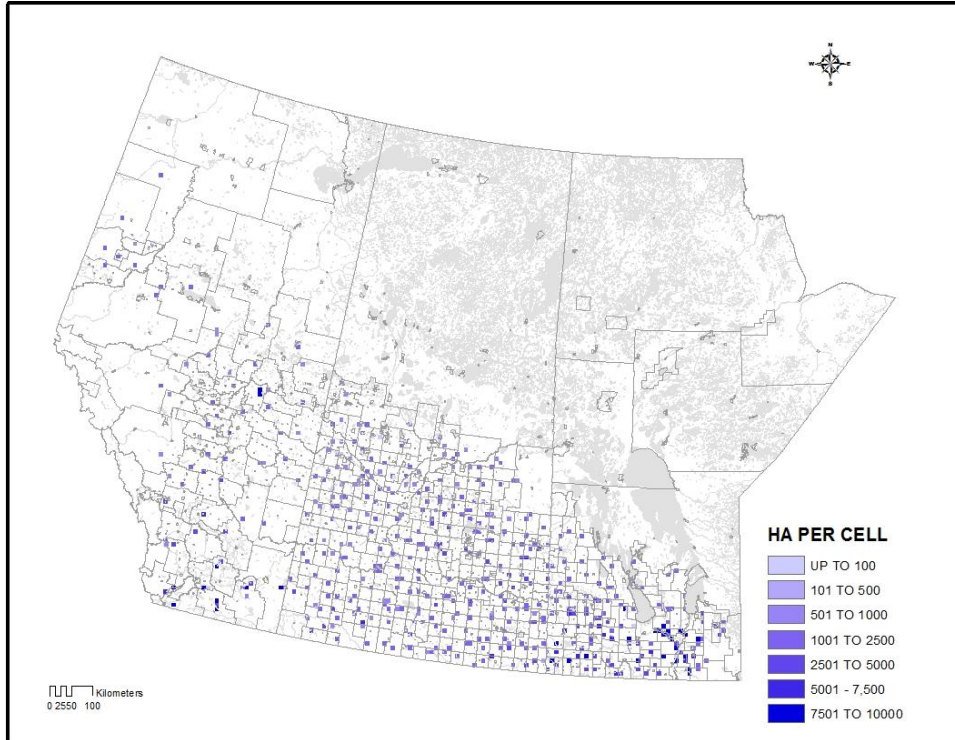 N
W E
S
HA PER CELL
UP TO 100
101 TO 500
501 TO 1000
1001 TO 2500
2501 TO 5000
5001 - 7,500
7501 TO 10000
Kilometers
0 2550 100